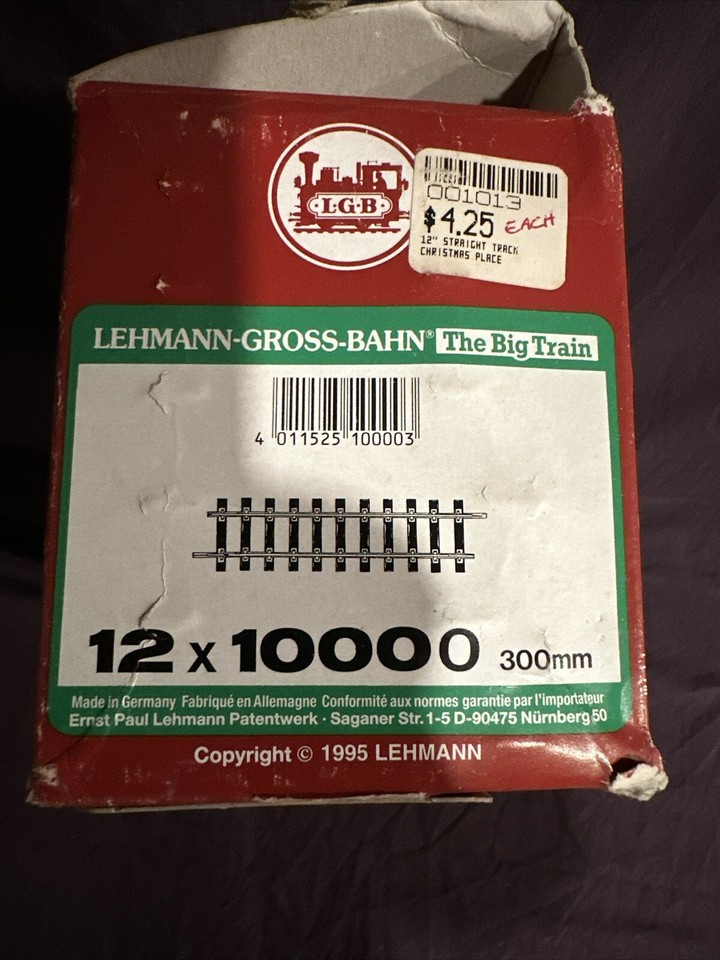 L·G·B
001013
$4.25 EACH
12" STRAIGHT TRACK
CHRISTMAS PLACE
LEHMANN-GROSS-BAHN® The Big Train
4 011525 100003
12 x 10000 300mm
Made in Germany Fabriqué en Allemagne Conformité aux normes garantie par l'importateur
Ernst Paul Lehmann Patentwerk · Saganer Str. 1-5 D-90475 Nürnberg 50
Copyright © 1995 LEHMANN